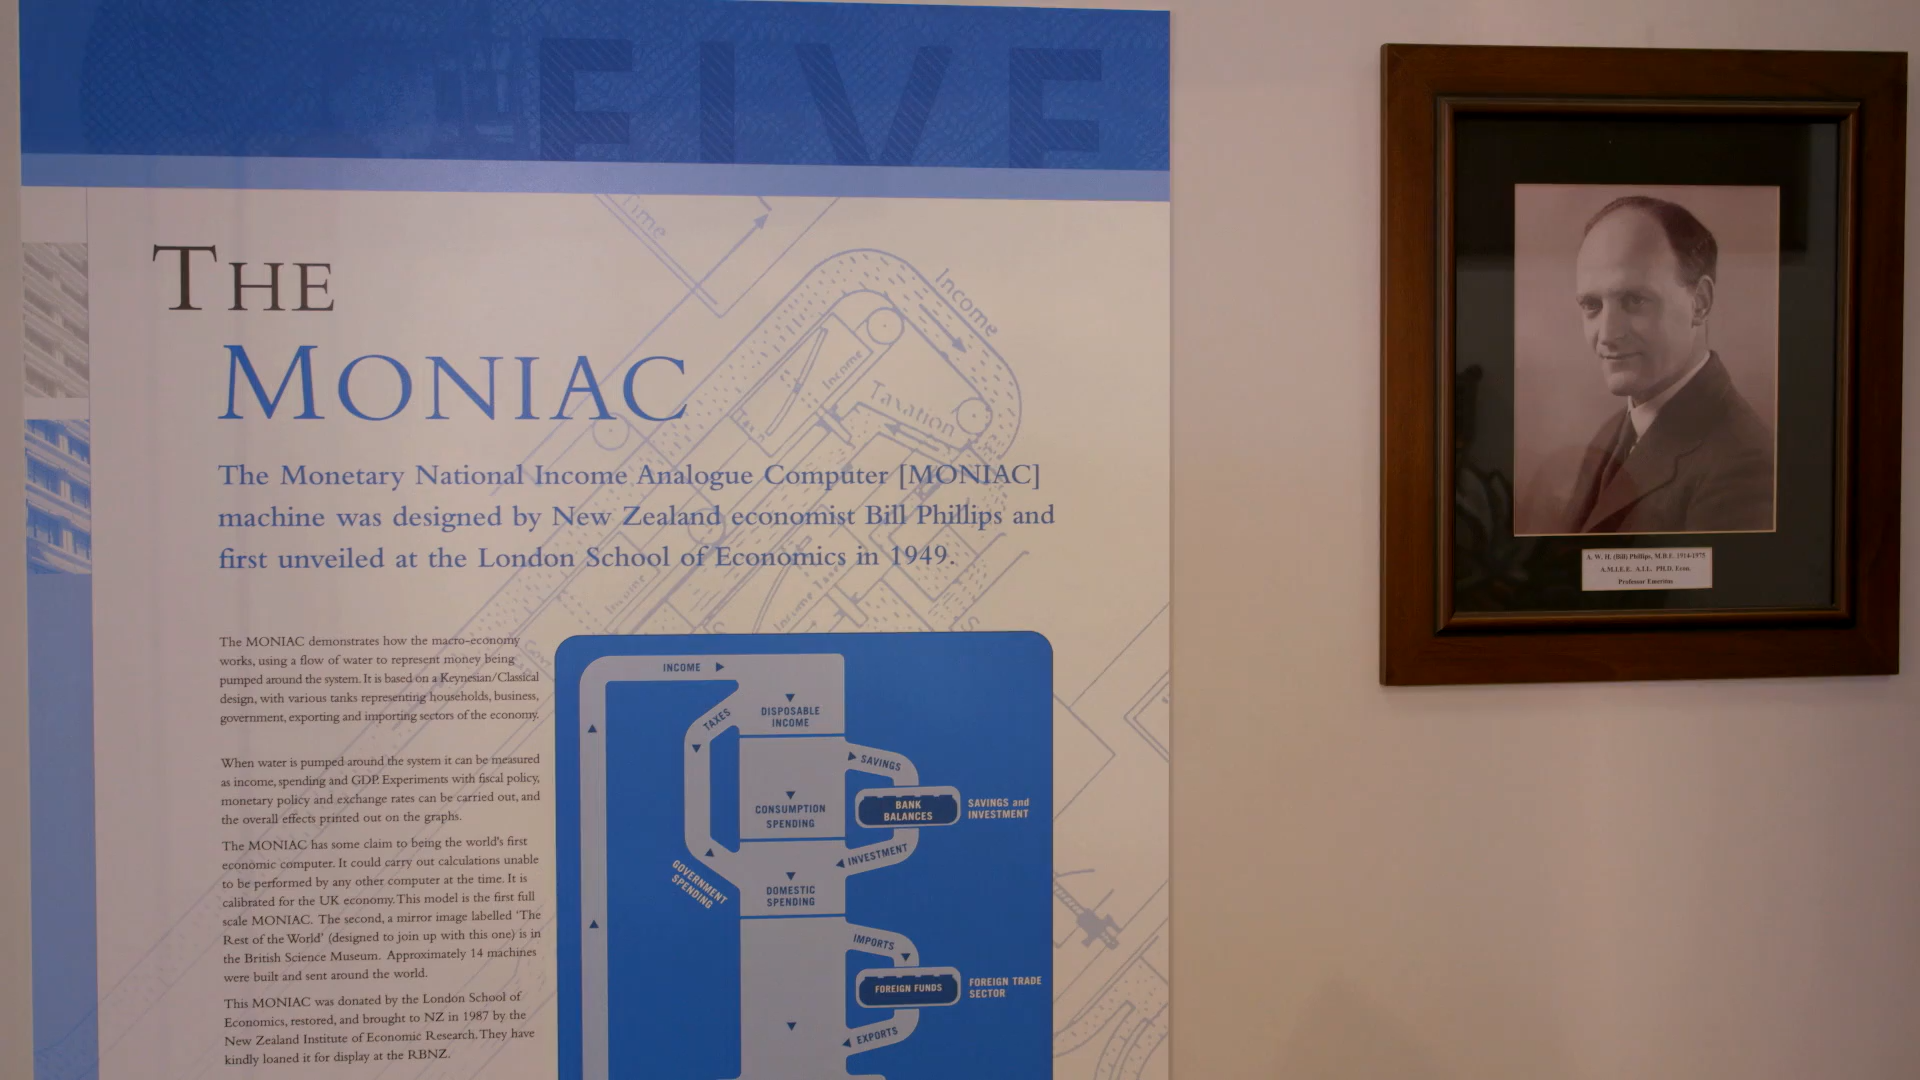 FIVE
THE
MONIAC
The Monetary National Income Analogue Computer [MONIAC]
machine was designed by New Zealand economist Bill Phillips and
first unveiled at the London School of Economics in 1949.
The MONIAC demonstrates how the macro-economy
works, using a flow of water to represent money being
pumped around the system. It is based on a Keynesian/Classical
design, with various tanks representing households, business,
government, exporting and importing sectors of the economy.
When water is pumped around the system it can be measured
as income, spending and GDP. Experiments with fiscal policy,
monetary policy and exchange rates can be carried out, and
the overall effects printed out on the graphs.
The MONIAC has some claim to being the world's first
economic computer. It could carry out calculations unable
to be performed by any other computer at the time. It is
calibrated for the UK economy. This model is the first full
scale MONIAC. The second, a mirror image labelled 'The
Rest of the World' (designed to join up with this one) is in
the British Science Museum. Approximately 14 machines
were built and sent around the world.
This MONIAC was donated by the London School of
Economics, restored, and brought to NZ in 1987 by the
New Zealand Institute of Economic Research. They have
kindly loaned it for display at the RBNZ.
Time
Income
Income
Taxation
Income
Income Taxes
INCOME
TAXES
DISPOSABLE
INCOME
SAVINGS
CONSUMPTION
SPENDING
BANK
BALANCES
SAVINGS and
INVESTMENT
INVESTMENT
GOVERNMENT
SPENDING
DOMESTIC
SPENDING
IMPORTS
FOREIGN FUNDS
FOREIGN TRADE
SECTOR
EXPORTS
A. W. H. (Bill) Phillips, M.B.E. 1914-1975
A.M.I.E.E. A.I.L. PH.D. Econ.
Professor Emeritus